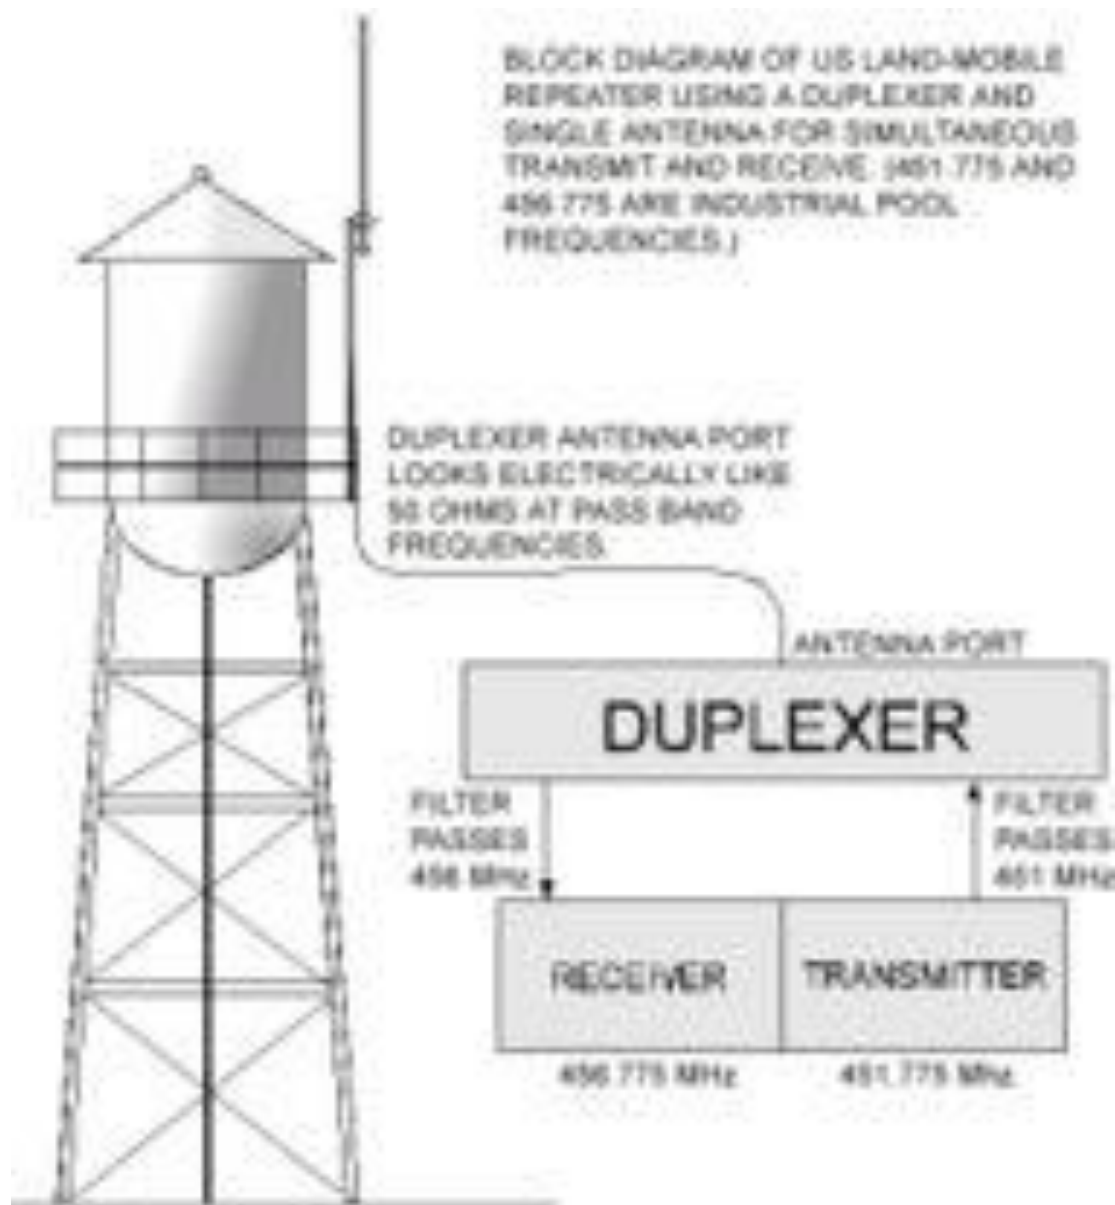 BLOCK DIAGRAM OF US LAND-MOBILE
REPEATER USING A DUPLEXER AND
SINGLE ANTENNA FOR SIMULTANEOUS
TRANSMIT AND RECEIVE. (451.775 AND
456.775 ARE INDUSTRIAL POOL
FREQUENCIES.)
DUPLEXER ANTENNA PORT
LOOKS ELECTRICALLY LIKE
50 OHMS AT PASS BAND
FREQUENCIES.
ANTENNA PORT
DUPLEXER
FILTER
PASSES
456 MHz
FILTER
PASSES
451 MHz
RECEIVER
TRANSMITTER
456.775 MHz
451.775 Mhz